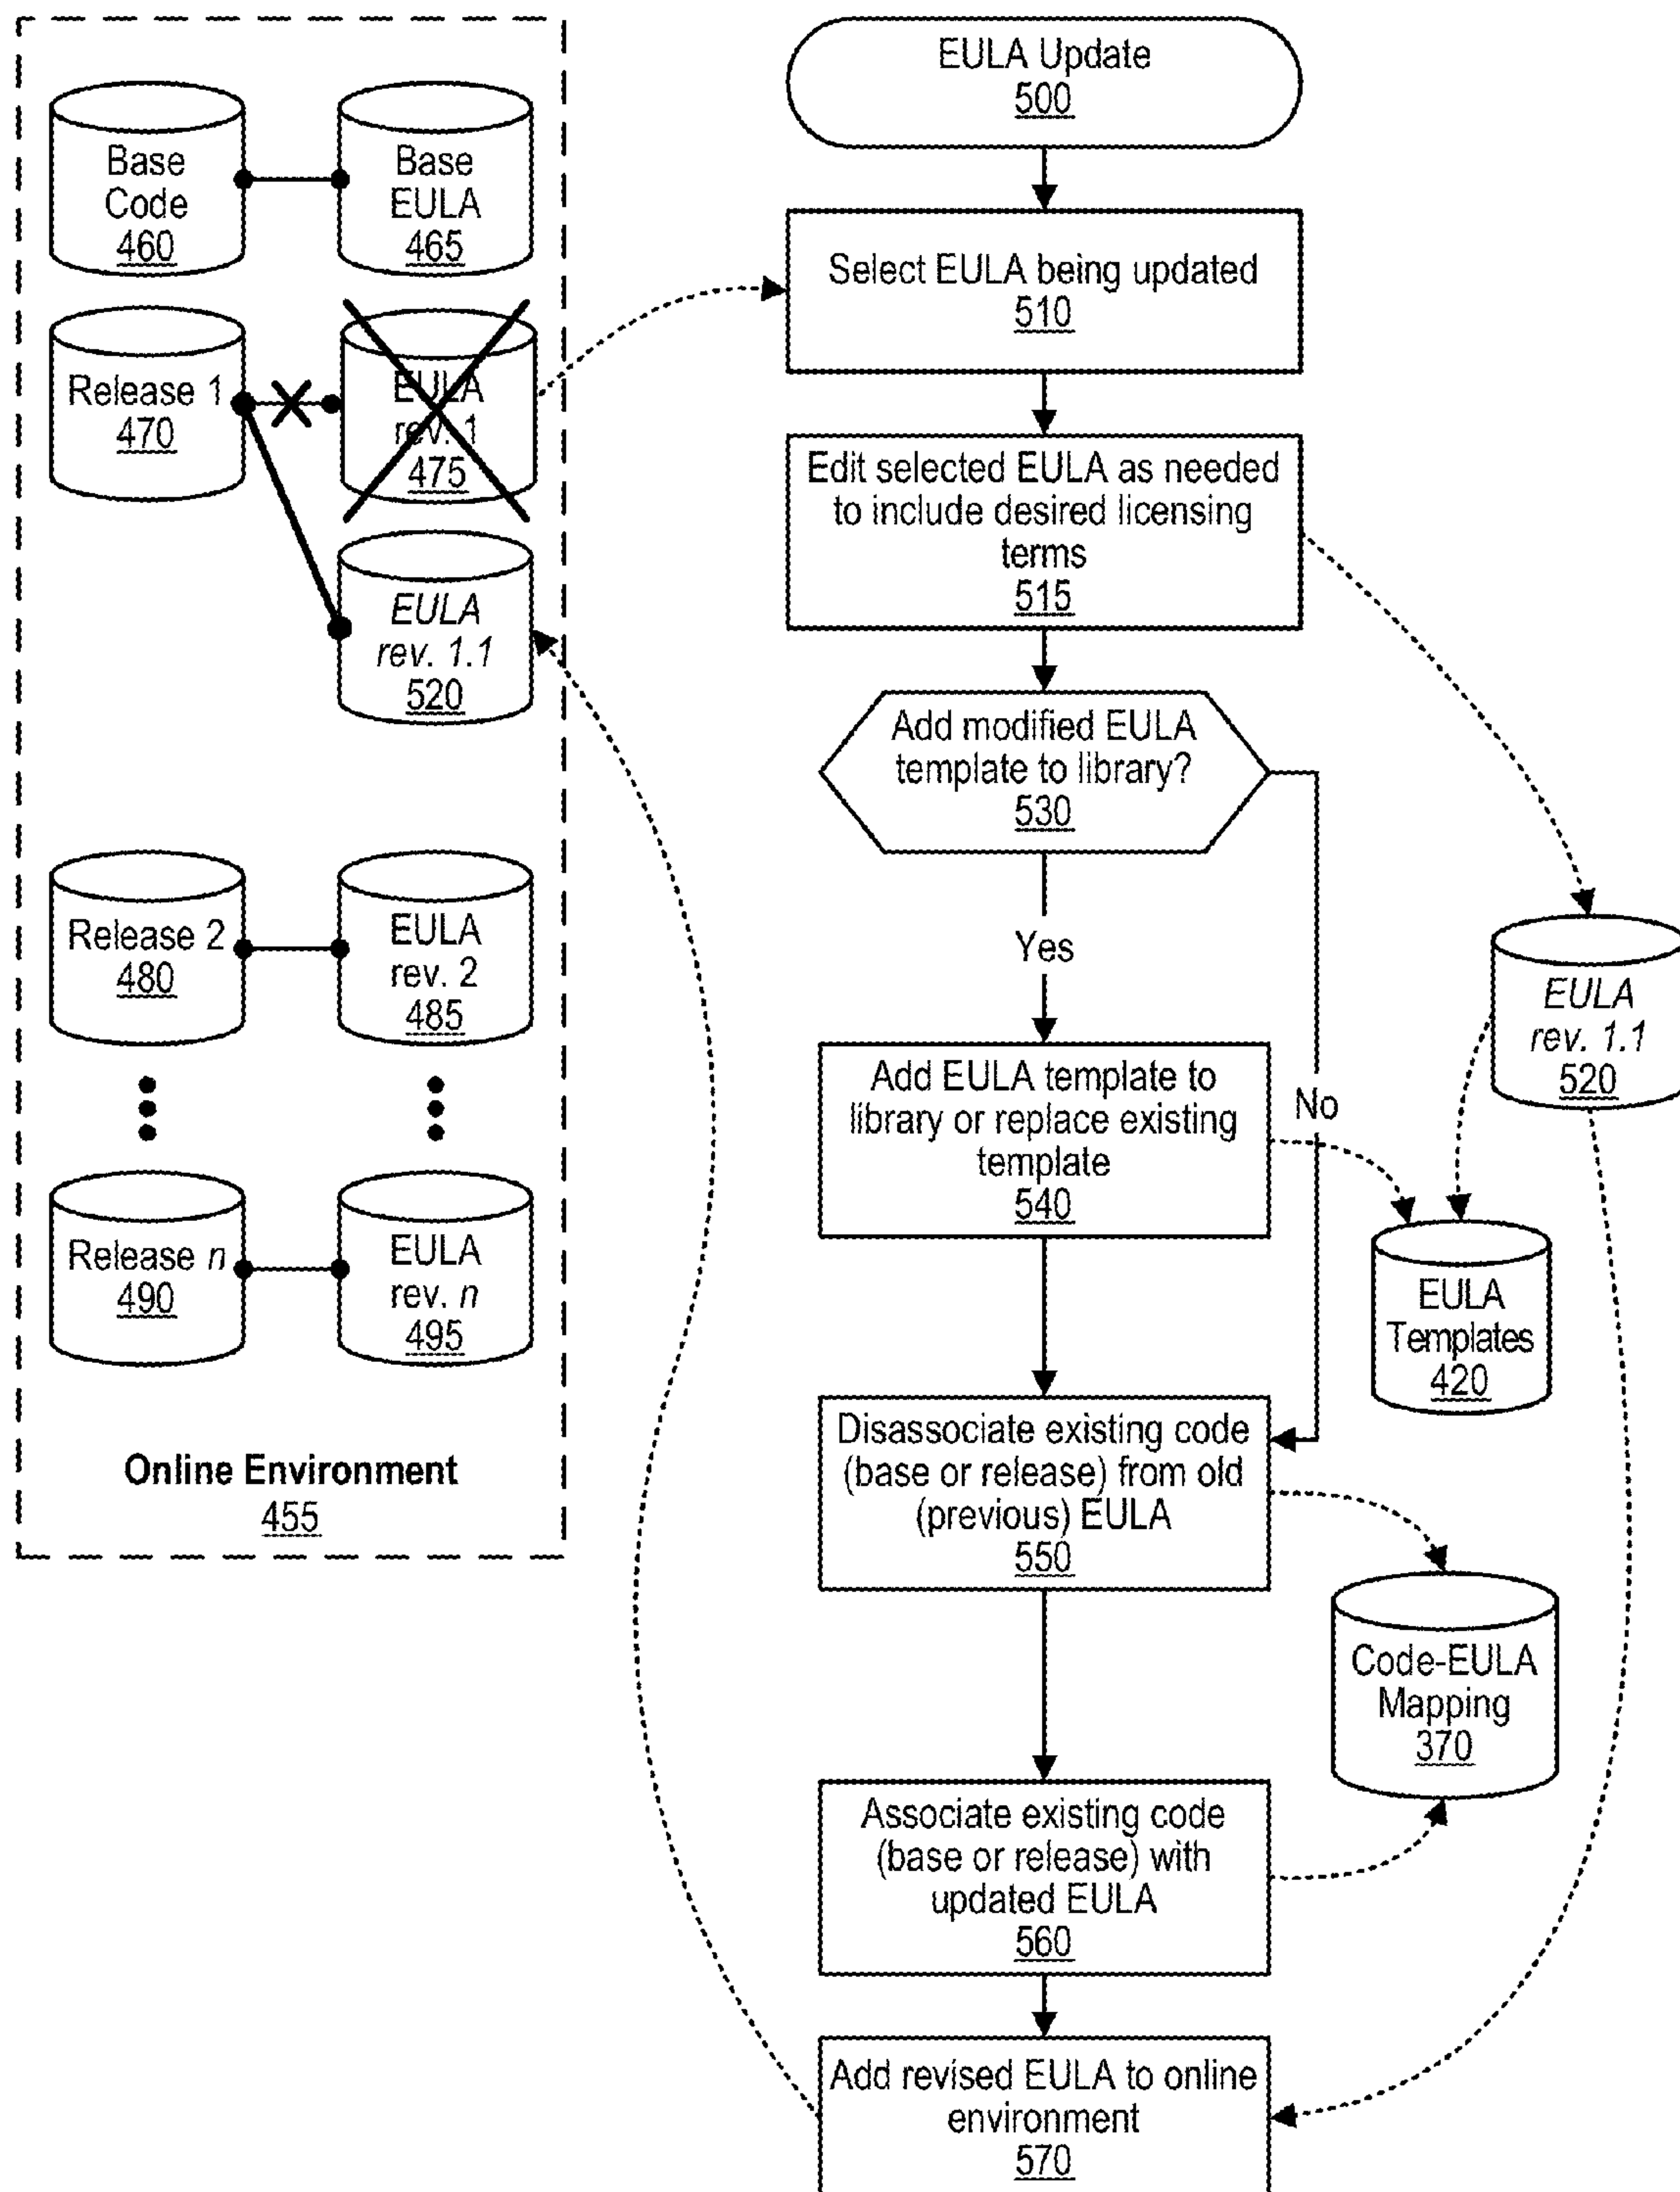 Base
Code
460
Base
EULA
465
Release 1
470
EULA
rev. 1
475
EULA
rev. 1.1
520
Release 2
480
EULA
rev. 2
485
Release n
490
EULA
rev. n
495
Online Environment
455
EULA Update
500
Select EULA being updated
510
Edit selected EULA as needed
to include desired licensing
terms
515
Add modified EULA
template to library?
530
Yes
No
Add EULA template to
library or replace existing
template
540
EULA
rev. 1.1
520
EULA
Templates
420
Disassociate existing code
(base or release) from old
(previous) EULA
550
Code-EULA
Mapping
370
Associate existing code
(base or release) with
updated EULA
560
Add revised EULA to online
environment
570